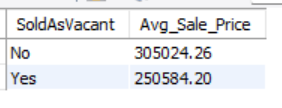 SoldAsVacant Avg_Sale_Price
No 305024.26
Yes 250584.20